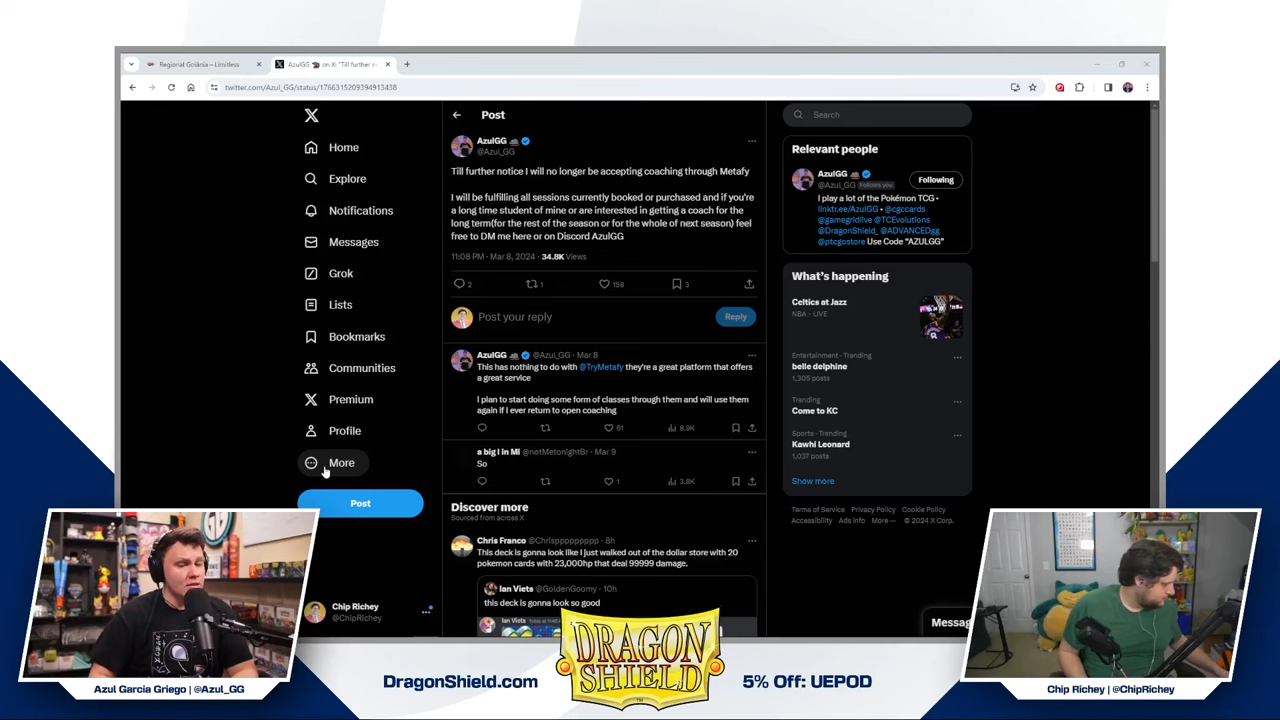 Regional Goiânia – Limitless
AzulGG on X: "Till further n
twitter.com/Azul_GG/status/1766315209394913438
Home
Explore
Notifications
Messages
Grok
Lists
Bookmarks
Communities
Premium
Profile
More
Post
Chip Richey
@ChipRichey
Post
AzulGG
@Azul_GG
Till further notice I will no longer be accepting coaching through Metafy
I will be fulfilling all sessions currently booked or purchased and if you're
a long time student of mine or are interested in getting a coach for the
long term(for the rest of the season or for the whole of next season) feel
free to DM me here or on Discord AzulGG
11:08 PM · Mar 8, 2024 · 34.8K Views
2 1 158 3
Post your reply
Reply
AzulGG @Azul_GG · Mar 8
This has nothing to do with @TryMetafy they're a great platform that offers
a great service
I plan to start doing some form of classes through them and will use them
again if I ever return to open coaching
61 8.9K
a big l in Mi @notMetonightBr · Mar 9
So
1 3.8K
Discover more
Sourced from across X
Chris Franco · 8h
This deck is gonna look like I just walked out of the dollar store with 20
pokemon cards with 23,000hp that deal 99999 damage.
Ian Viets @GoldenGoomy · 10h
this deck is gonna look so good
Ian Viets
Search
Relevant people
AzulGG
@Azul_GG Follows you
Following
I play a lot of the Pokémon TCG •
linktr.ee/AzulGG • @cgccards
@gamegridlive @TCEvolutions
@DragonShield_ @ADVANCEDgg
@ptcgostore Use Code "AZULGG"
What's happening
Celtics at Jazz
NBA · LIVE
Entertainment · Trending
belle delphine
1,305 posts
Trending
Come to KC
Sports · Trending
Kawhi Leonard
1,037 posts
Show more
Terms of Service Privacy Policy Cookie Policy
Accessibility Ads info More ··· © 2024 X Corp.
Messag
Azul Garcia Griego | @Azul_GG
DragonShield.com
DRAGON
SHIELD
5% Off: UEPOD
Chip Richey | @ChipRichey